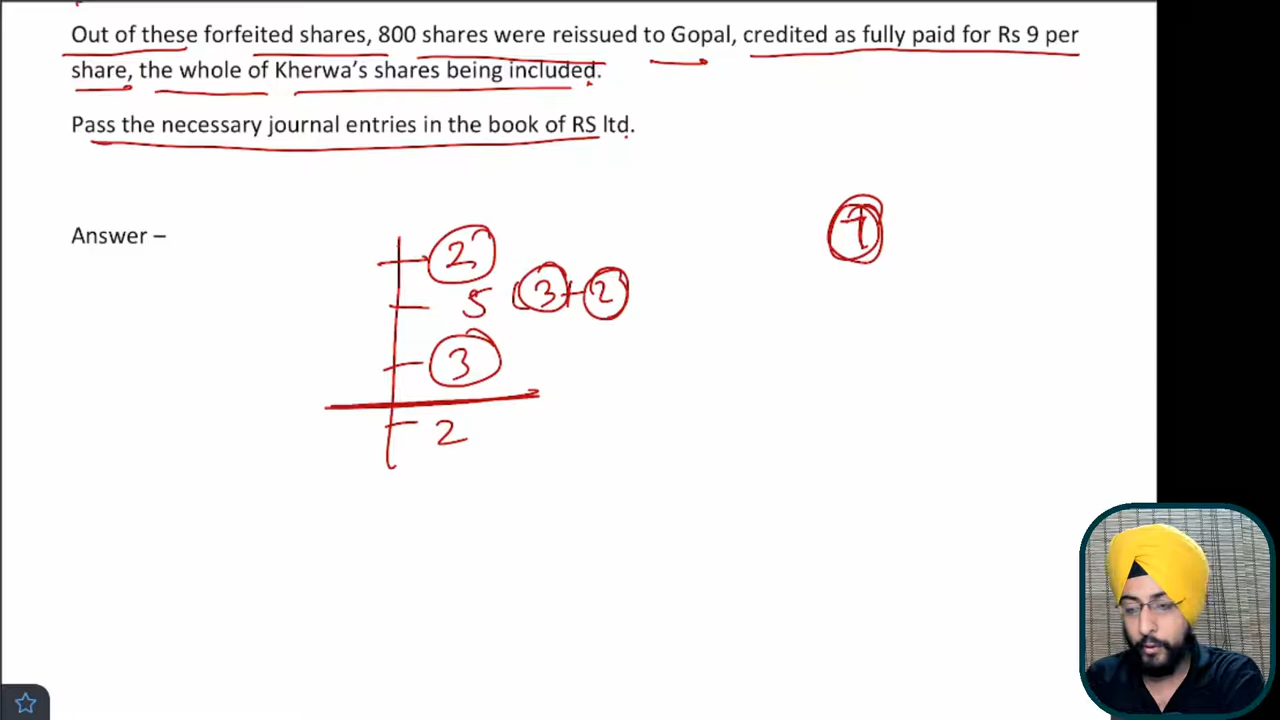 Out of these forfeited shares, 800 shares were reissued to Gopal, credited as fully paid for Rs 9 per
share, the whole of Kherwa's shares being included.
Pass the necessary journal entries in the book of RS ltd.
Answer –
2
5 (3+2
3
2